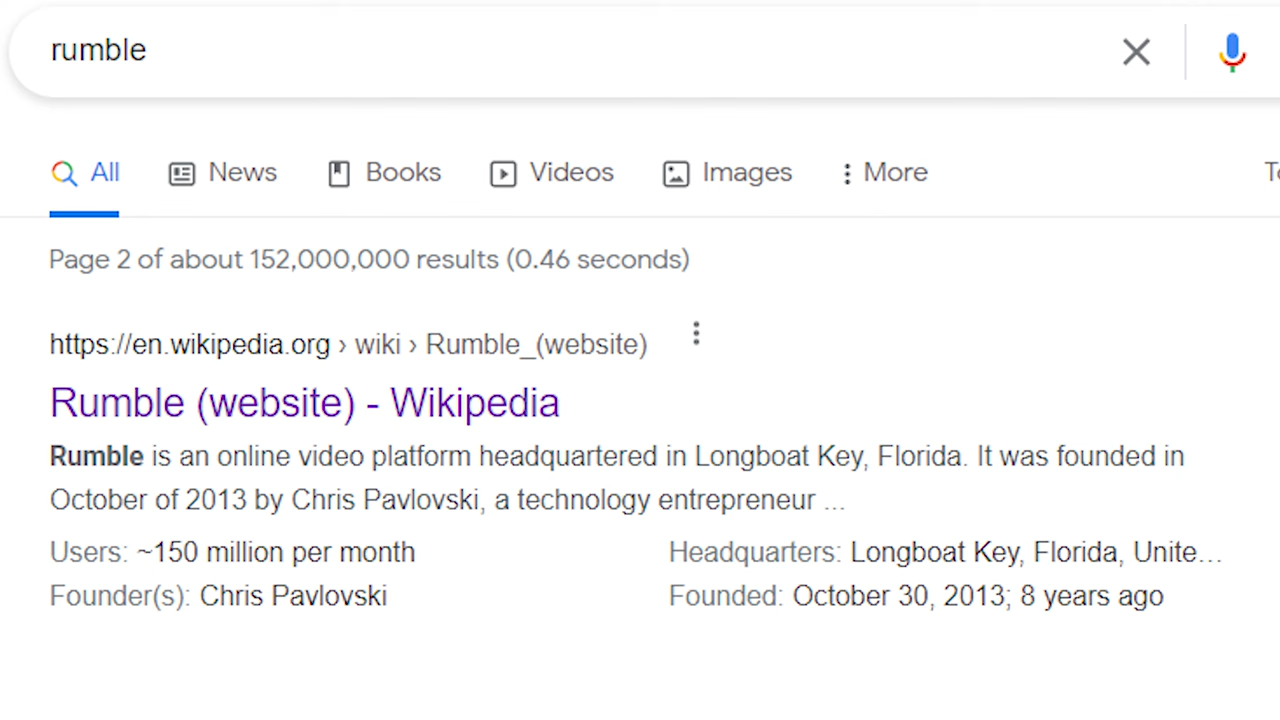 rumble
All News Books Videos Images More
Page 2 of about 152,000,000 results (0.46 seconds)
https://en.wikipedia.org › wiki › Rumble_(website)
Rumble (website) - Wikipedia
Rumble is an online video platform headquartered in Longboat Key, Florida. It was founded in
October of 2013 by Chris Pavlovski, a technology entrepreneur ...
Users: ~150 million per month Headquarters: Longboat Key, Florida, Unite...
Founder(s): Chris Pavlovski Founded: October 30, 2013; 8 years ago